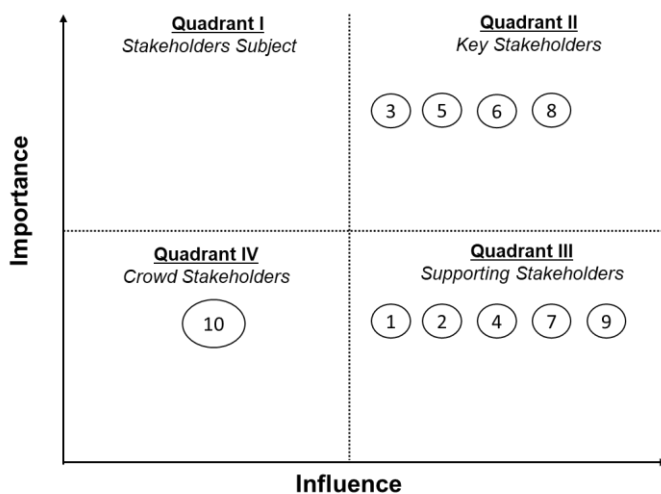 Quadrant I
Stakeholders Subject
Quadrant II
Key Stakeholders
3 5 6 8
Importance
Quadrant IV
Crowd Stakeholders
10
Quadrant III
Supporting Stakeholders
1 2 4 7 9
Influence